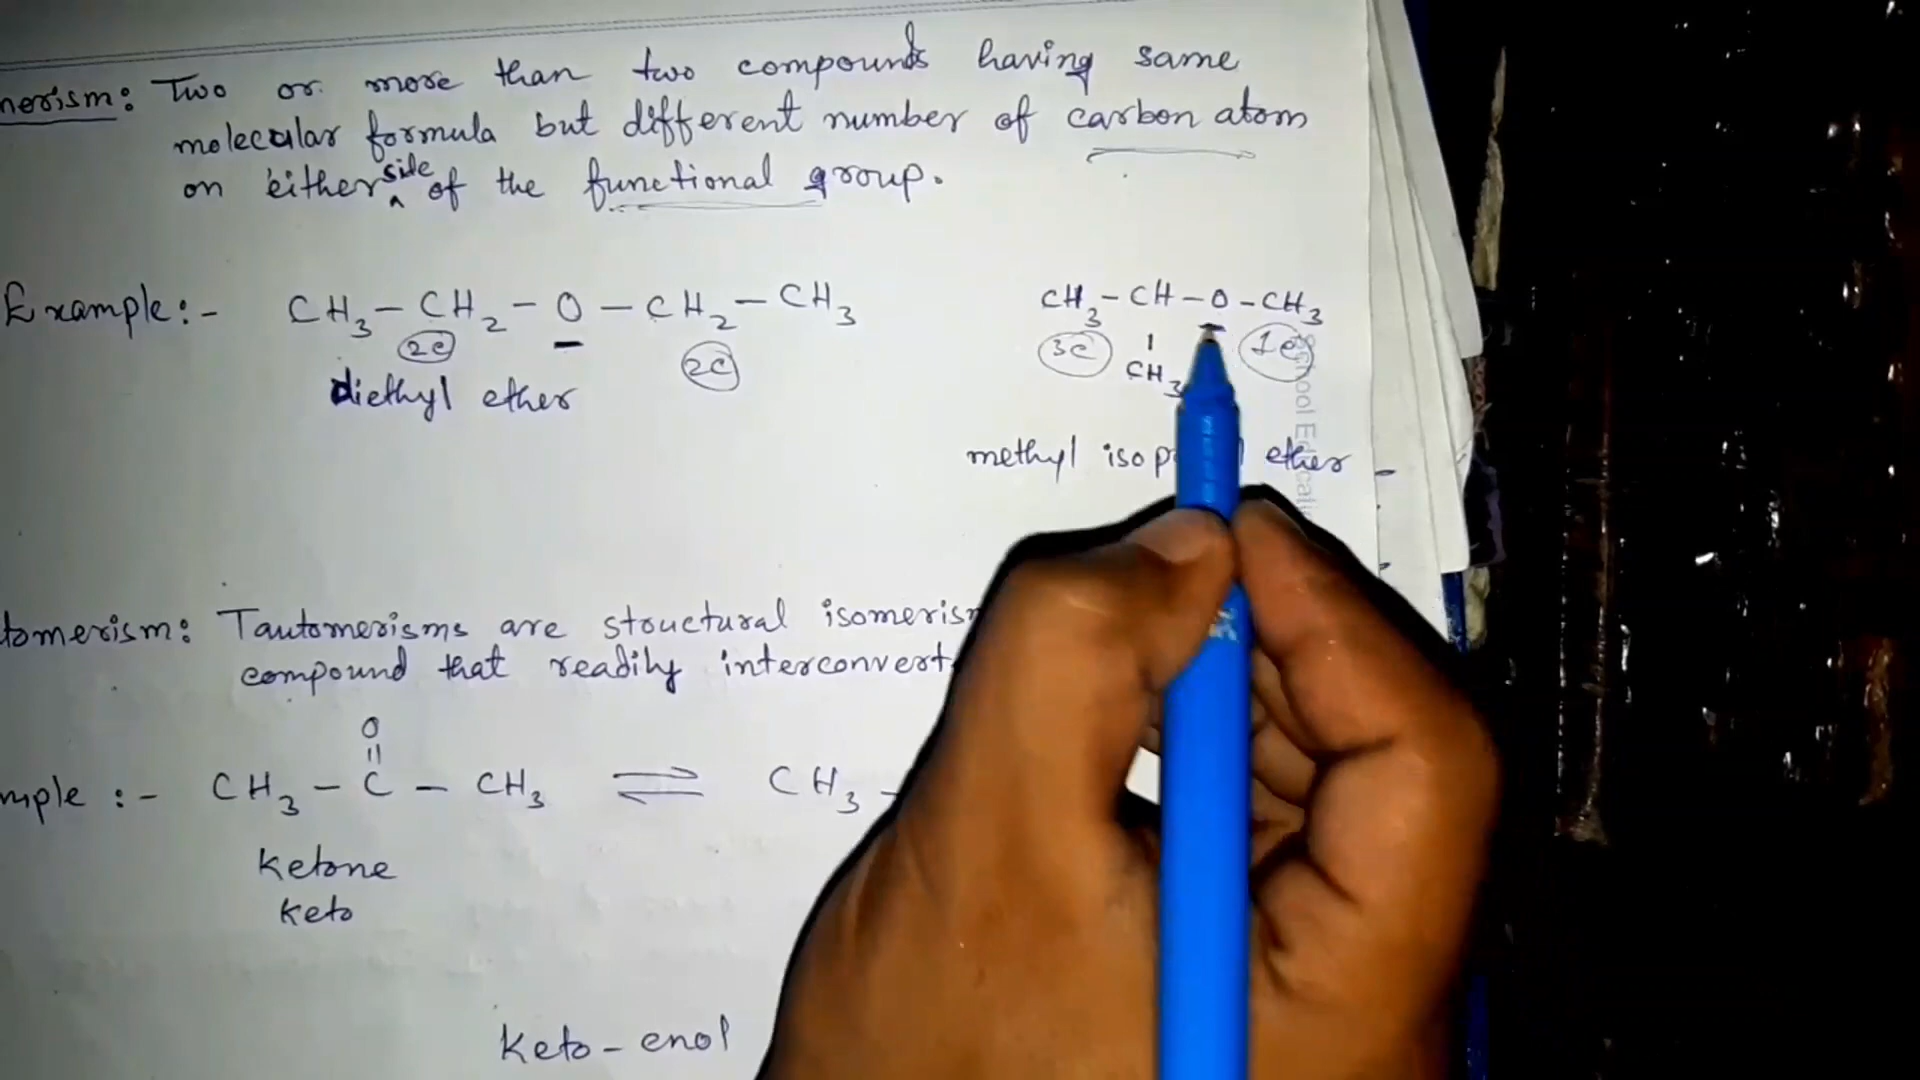 nerism: Two or more than two compounds having same
molecular formula but different number of carbon atom
on either side of the functional group.
Example:- CH3-CH2-O-CH2-CH3 CH3-CH-O-CH3
2C 2C 3C CH3 1C
diethyl ether
methyl isop ether
tomerism: Tautomerisms are structural isomerism
compound that readily interconvert
O
mple :- CH3-C-CH3 ⇌ CH3-
Ketone
Keto
Keto-enol